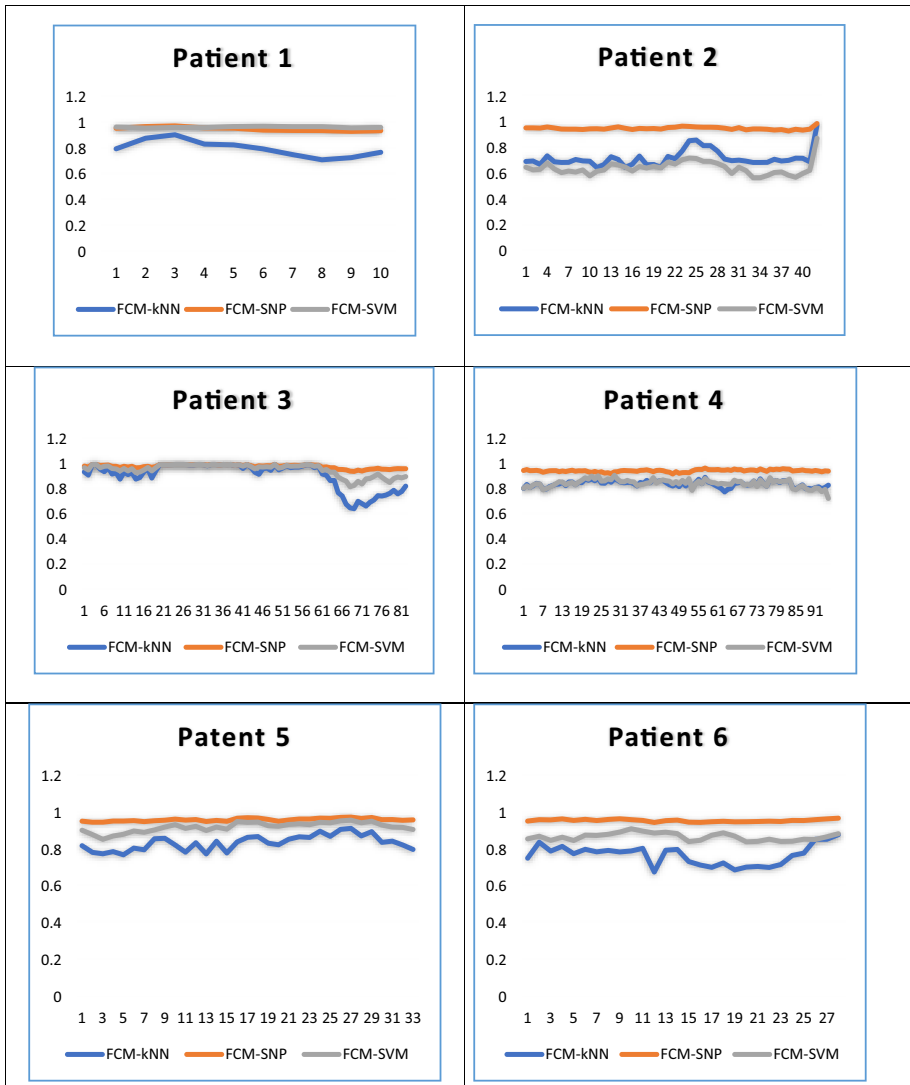 Patient 1
1.2
1
0.8
0.6
0.4
0.2
0
1 2 3 4 5 6 7 8 9 10
FCM-kNN FCM-SNP FCM-SVM
Patient 2
1.2
1
0.8
0.6
0.4
0.2
0
1 4 7 10 13 16 19 22 25 28 31 34 37 40
FCM-kNN FCM-SNP FCM-SVM
Patient 3
1.2
1
0.8
0.6
0.4
0.2
0
1 6 11 16 21 26 31 36 41 46 51 56 61 66 71 76 81
FCM-kNN FCM-SNP FCM-SVM
Patient 4
1.2
1
0.8
0.6
0.4
0.2
0
1 7 13 19 25 31 37 43 49 55 61 67 73 79 85 91
FCM-kNN FCM-SNP FCM-SVM
Patent 5
1.2
1
0.8
0.6
0.4
0.2
0
1 3 5 7 9 11 13 15 17 19 21 23 25 27 29 31 33
FCM-kNN FCM-SNP FCM-SVM
Patient 6
1.2
1
0.8
0.6
0.4
0.2
0
1 3 5 7 9 11 13 15 17 19 21 23 25 27
FCM-kNN FCM-SNP FCM-SVM